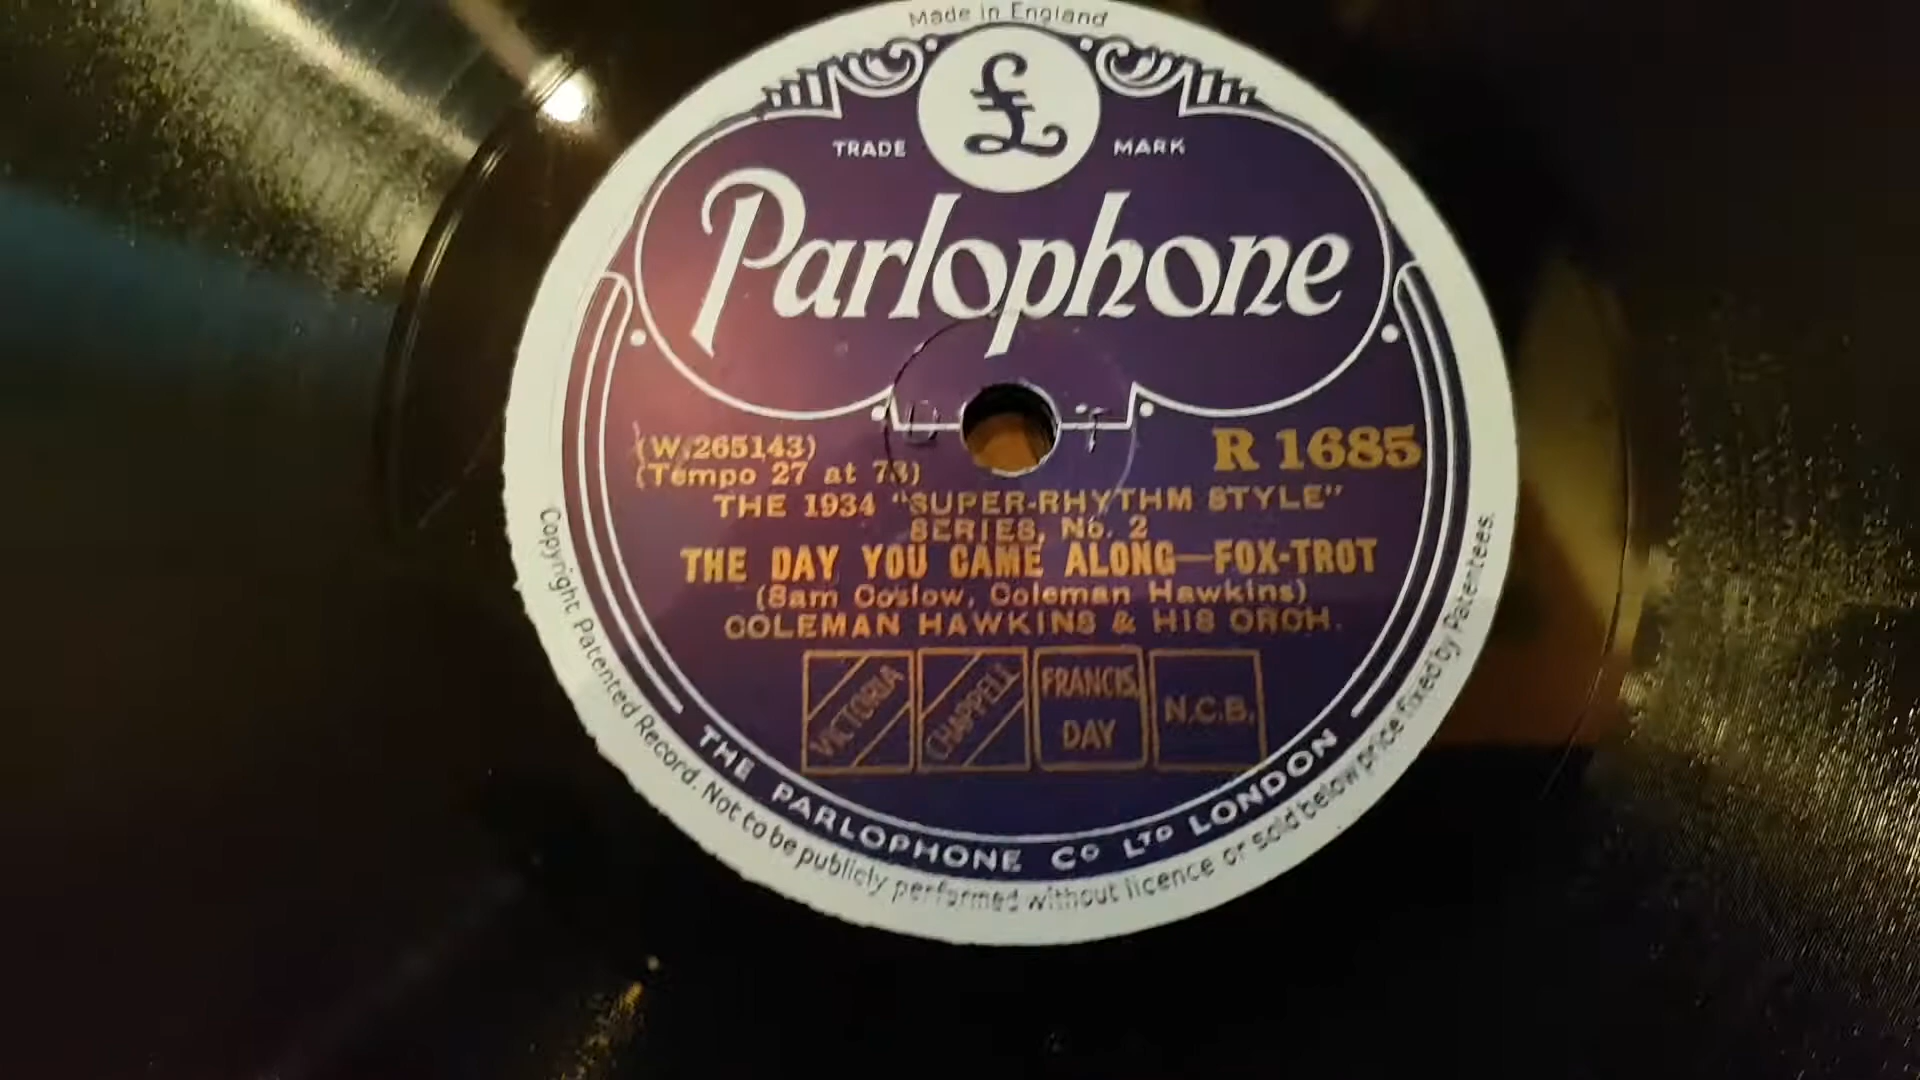 Made in England
£
TRADE MARK
Parlophone
(W.265143)
R 1685
(Tempo 27 at 78)
THE 1934 "SUPER-RHYTHM STYLE"
SERIES, No. 2
THE DAY YOU CAME ALONG—FOX-TROT
(Sam Coslow, Coleman Hawkins)
COLEMAN HAWKINS & HIS ORCH.
VICTORIA
CHAPPELL
FRANCIS,
DAY
N.C.B.
THE PARLOPHONE Co LTD LONDON
Copyright. Patented Record. Not to be publicly performed without licence or sold below price fixed by Patentees.